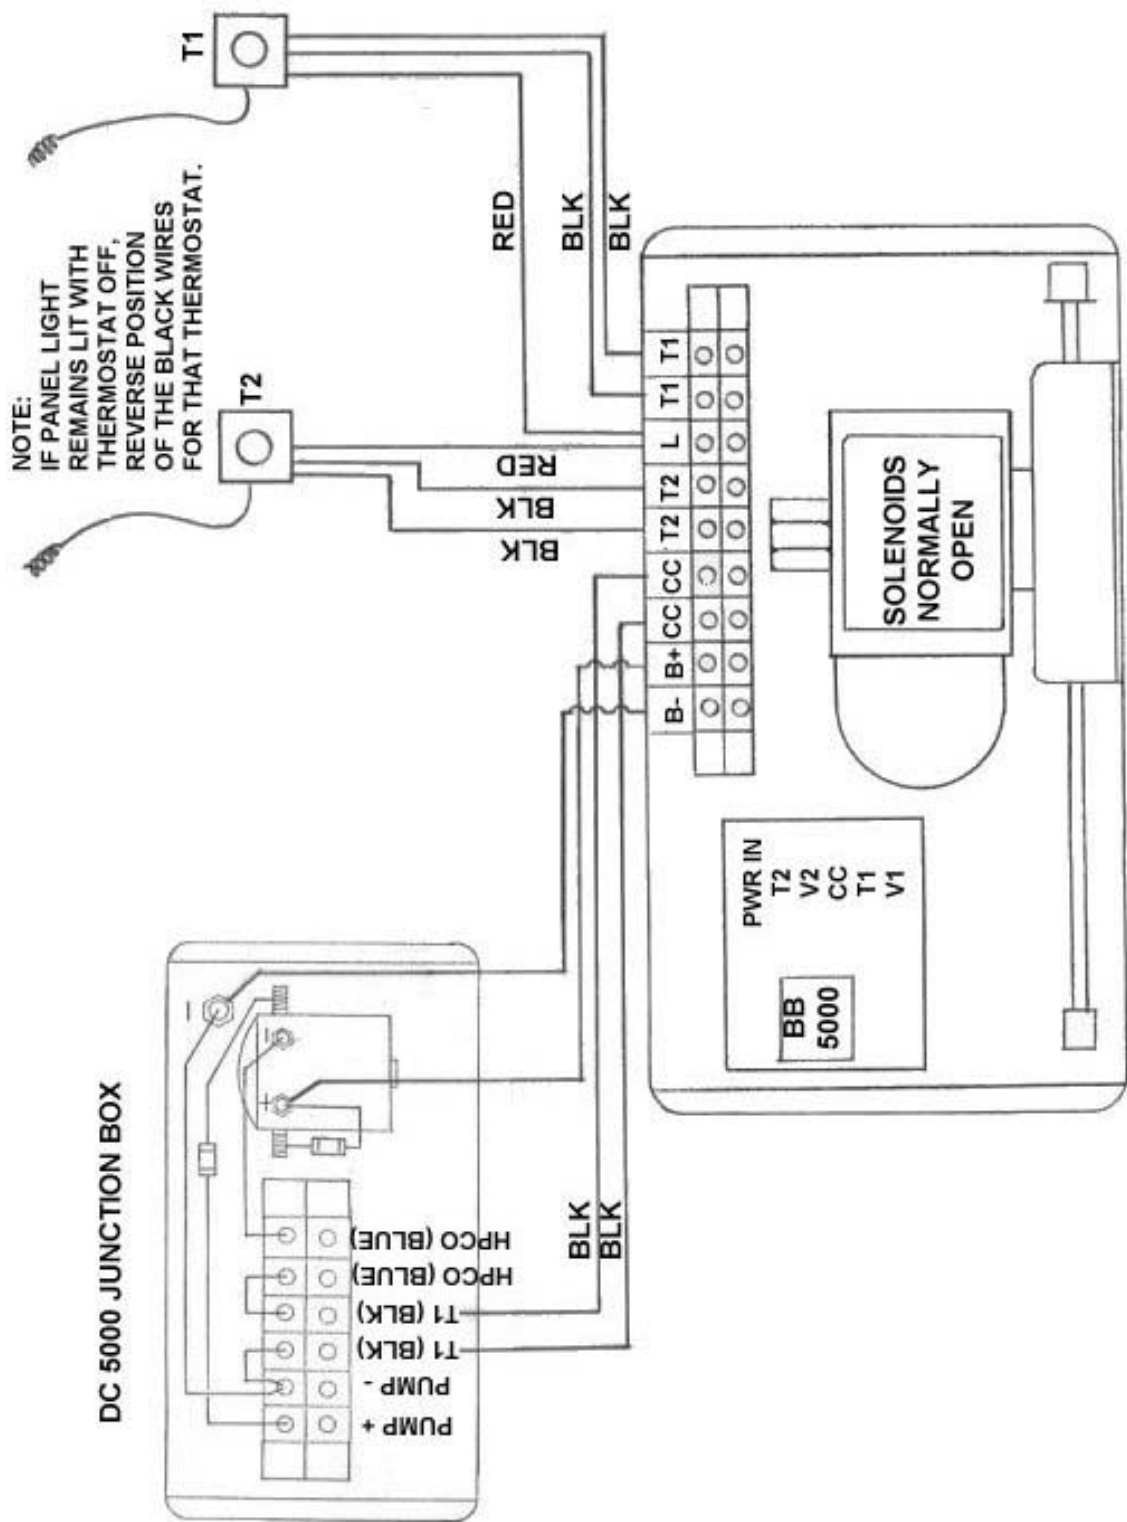 NOTE:
IF PANEL LIGHT
REMAINS LIT WITH
THERMOSTAT OFF,
REVERSE POSITION
OF THE BLACK WIRES
FOR THAT THERMOSTAT.
T1
T2
RED
BLK
BLK
RED
BLK
BLK
B-
B+
CC
CC
T2
T2
L
T1
T1
SOLENOIDS
NORMALLY
OPEN
PWR IN
T2
V2
CC
T1
V1
BB
5000
DC 5000 JUNCTION BOX
−
+
−
PUMP +
PUMP -
T1 (BLK)
T1 (BLK)
HPCO (BLUE)
HPCO (BLUE)
BLK
BLK